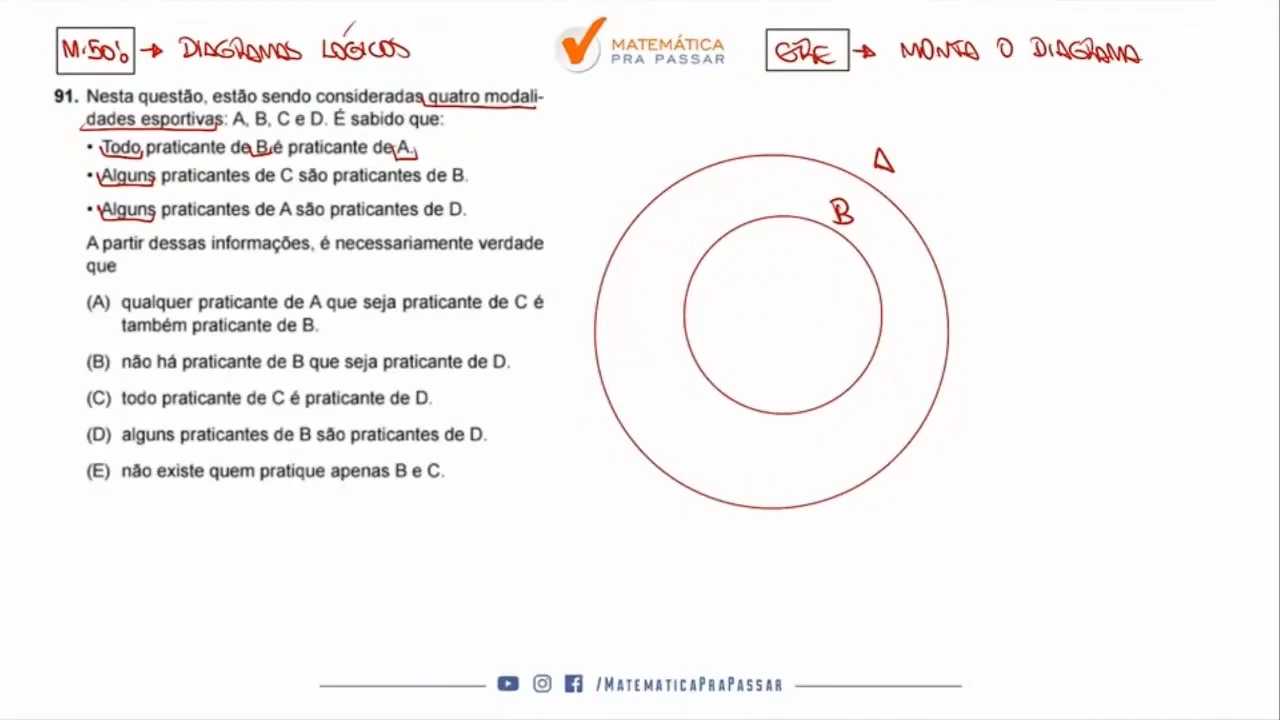 M.50% → DIAGRAMAS LÓGICOS
MATEMÁTICA
PRA PASSAR
→ MONTA O DIAGRAMA
91. Nesta questão, estão sendo consideradas quatro modali-
dades esportivas: A, B, C e D. É sabido que:
• Todo praticante de B é praticante de A.
• Alguns praticantes de C são praticantes de B.
• Alguns praticantes de A são praticantes de D.
A partir dessas informações, é necessariamente verdade
que
(A) qualquer praticante de A que seja praticante de C é
também praticante de B.
(B) não há praticante de B que seja praticante de D.
(C) todo praticante de C é praticante de D.
(D) alguns praticantes de B são praticantes de D.
(E) não existe quem pratique apenas B e C.
A
B
/MATEMATICAPRAPASSAR